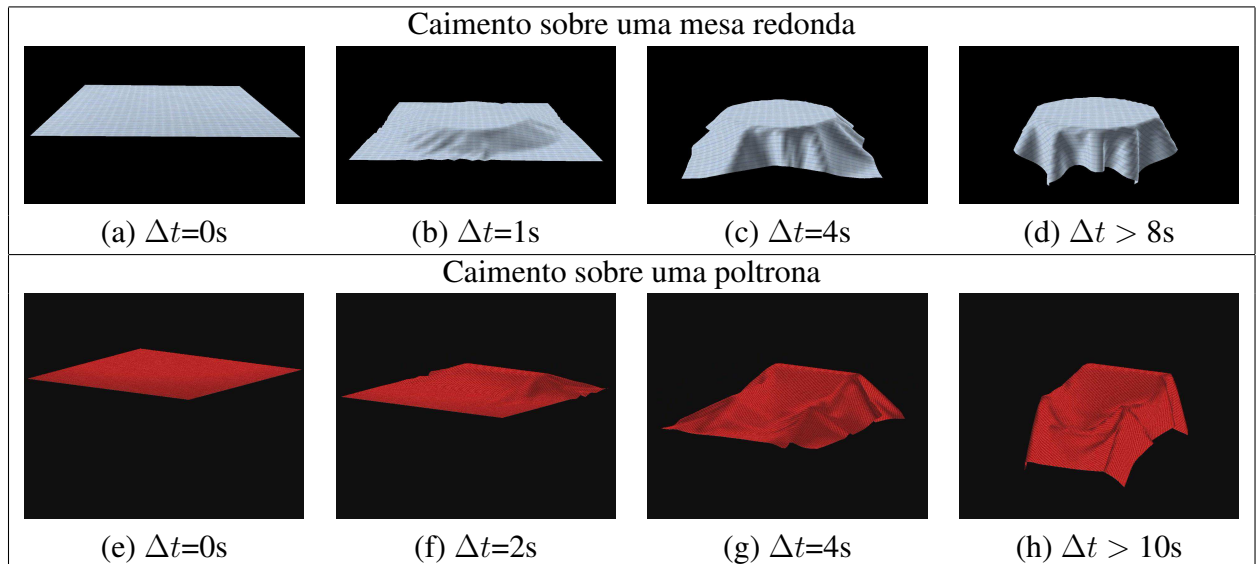 Caimento sobre uma mesa redonda
(a) Δt=0s (b) Δt=1s (c) Δt=4s (d) Δt > 8s
Caimento sobre uma poltrona
(e) Δt=0s (f) Δt=2s (g) Δt=4s (h) Δt > 10s